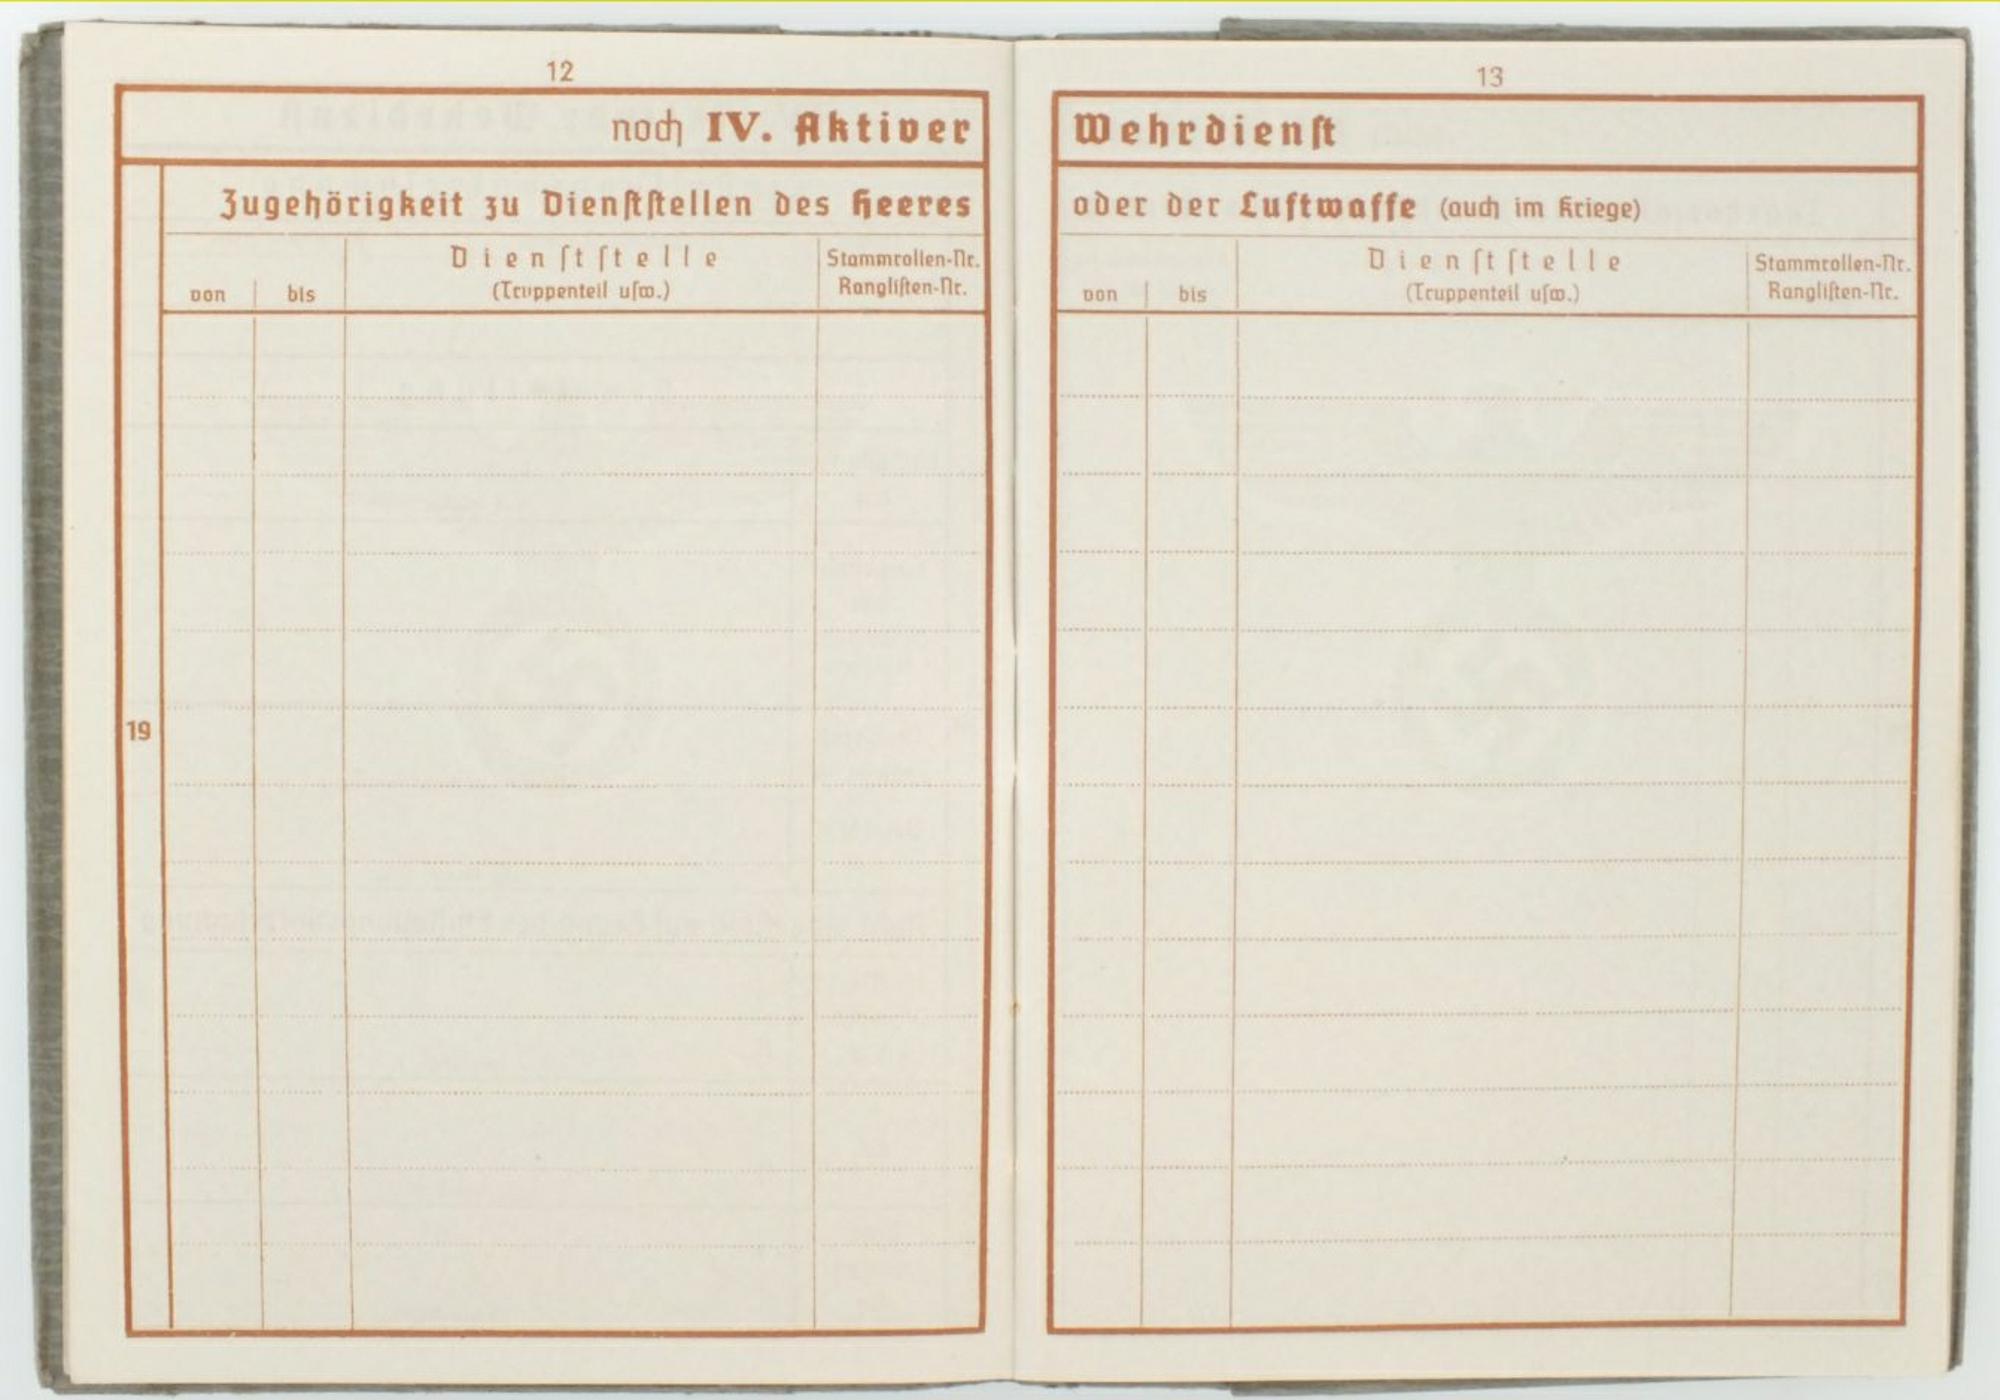 12
noch IV. Aktiver
Zugehörigkeit zu Dienſtſtellen des Heeres
von
bis
Dienſtſtelle
(Truppenteil uſw.)
Stammrollen-Nr.
Rangliſten-Nr.
19
13
Wehrdienſt
oder der Luftwaffe (auch im Kriege)
von
bis
Dienſtſtelle
(Truppenteil uſw.)
Stammrollen-Nr.
Rangliſten-Nr.